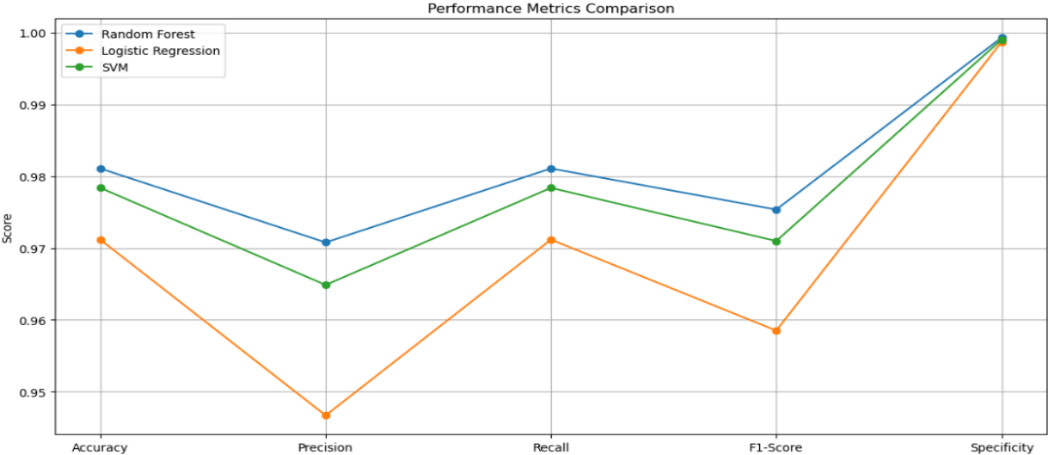 Performance Metrics Comparison
Random Forest
Logistic Regression
SVM
1.00
0.99
0.98
0.97
0.96
0.95
Score
Accuracy Precision Recall F1-Score Specificity